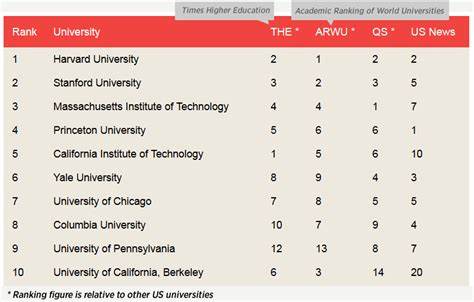 Times Higher Education
Academic Ranking of World Universities
Rank University THE * ARWU * QS * US News
1 Harvard University 2 1 2 2
2 Stanford University 3 2 3 5
3 Massachusetts Institute of Technology 4 4 1 7
4 Princeton University 5 6 6 1
5 California Institute of Technology 1 5 6 10
6 Yale University 8 9 4 3
7 University of Chicago 7 8 5 5
8 Columbia University 10 7 9 4
9 University of Pennsylvania 12 13 8 7
10 University of California, Berkeley 6 3 14 20
* Ranking figure is relative to other US universities